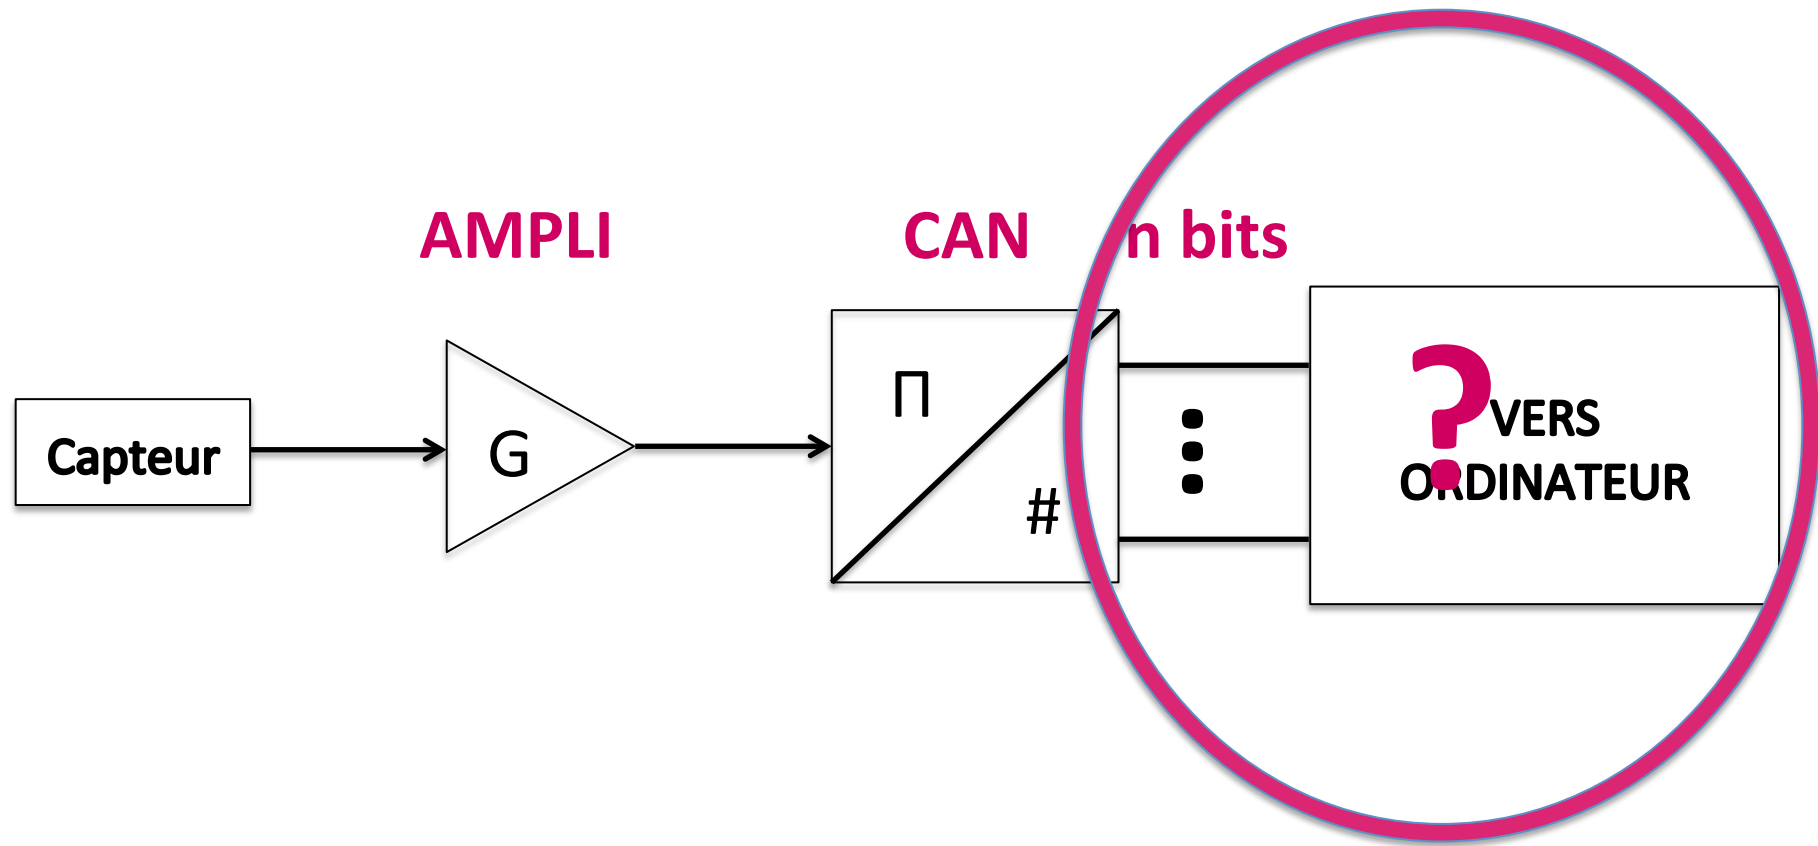 AMPLI
CAN
n bits
Capteur
G
Π
#
?
VERS
ORDINATEUR